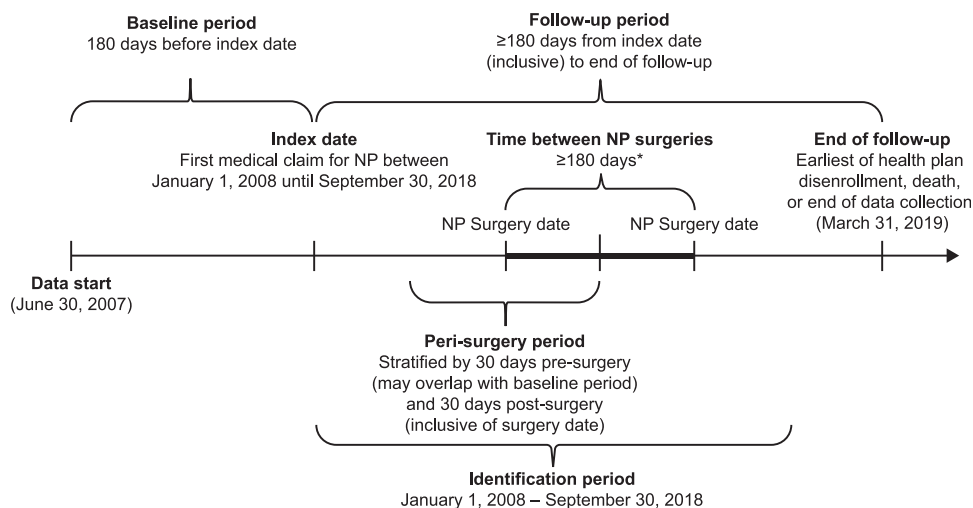 Baseline period
180 days before index date
Follow-up period
≥180 days from index date
(inclusive) to end of follow-up
Index date
First medical claim for NP between
January 1, 2008 until September 30, 2018
Time between NP surgeries
≥180 days*
End of follow-up
Earliest of health plan
disenrollment, death,
or end of data collection
(March 31, 2019)
NP Surgery date
NP Surgery date
Data start
(June 30, 2007)
Peri-surgery period
Stratified by 30 days pre-surgery
(may overlap with baseline period)
and 30 days post-surgery
(inclusive of surgery date)
Identification period
January 1, 2008 – September 30, 2018